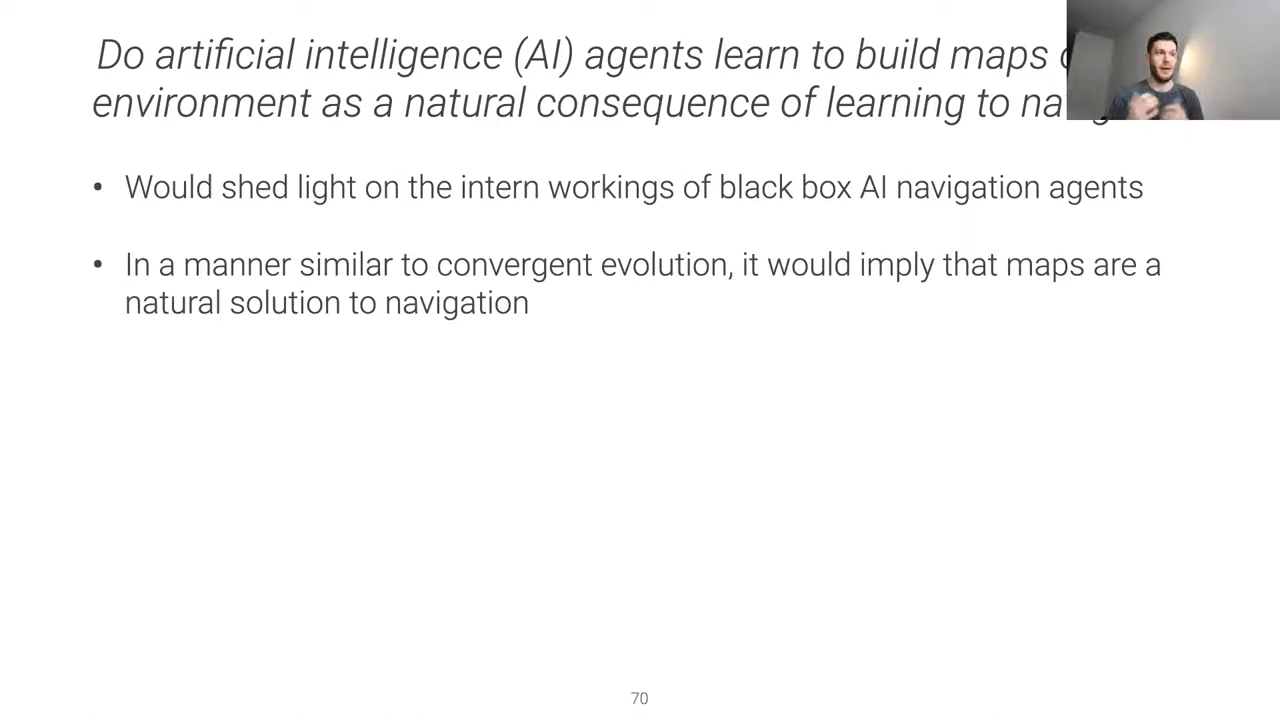 Do artificial intelligence (AI) agents learn to build maps
environment as a natural consequence of learning to
• Would shed light on the intern workings of black box AI navigation agents
• In a manner similar to convergent evolution, it would imply that maps are a
natural solution to navigation
70